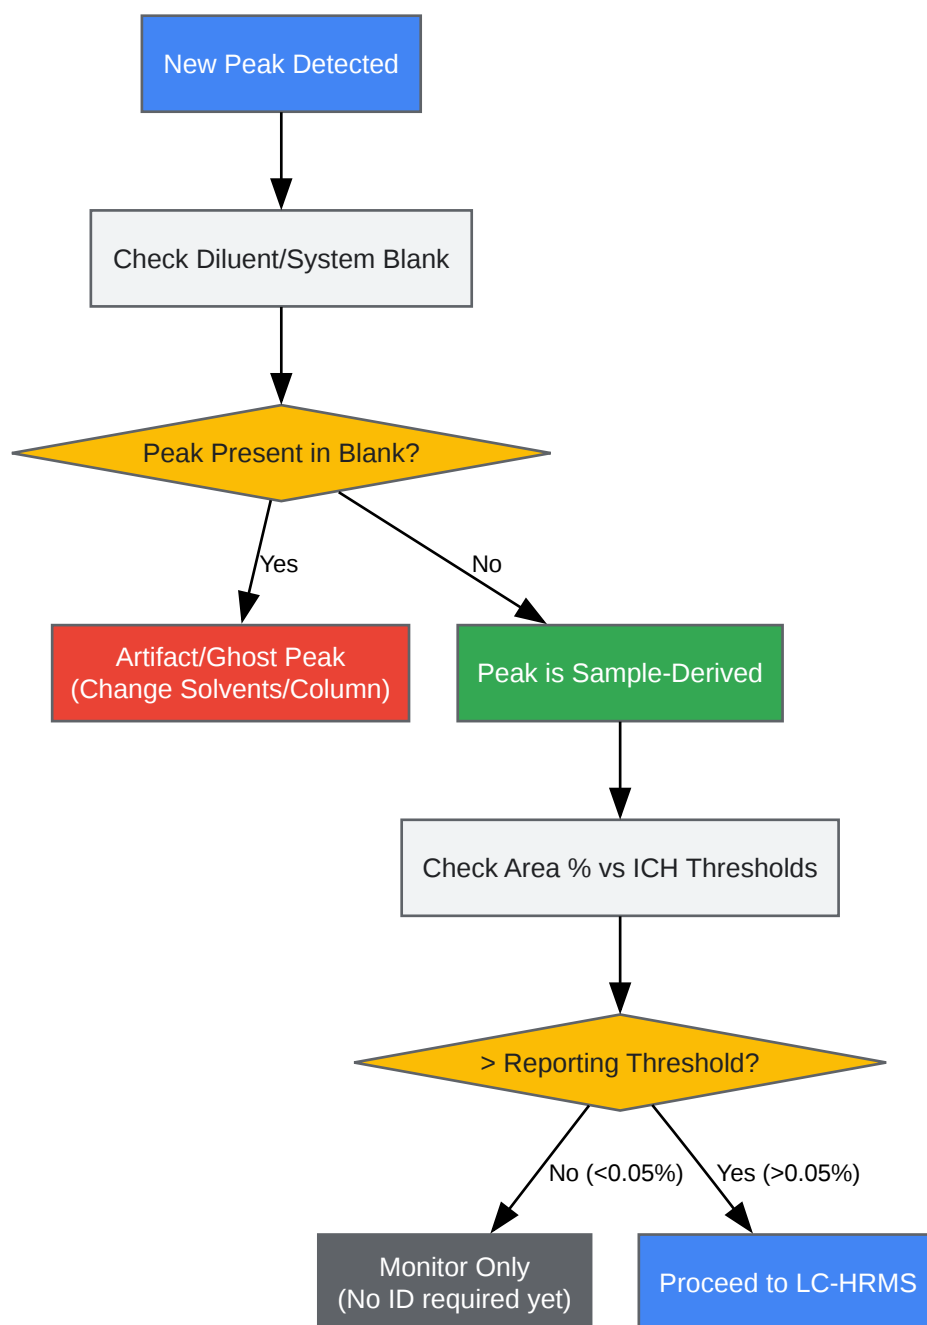 New Peak Detected
Check Diluent/System Blank
Peak Present in Blank?
Yes
No
Artifact/Ghost Peak
(Change Solvents/Column)
Peak is Sample-Derived
Check Area % vs ICH Thresholds
> Reporting Threshold?
No (<0.05%)
Yes (>0.05%)
Monitor Only
(No ID required yet)
Proceed to LC-HRMS